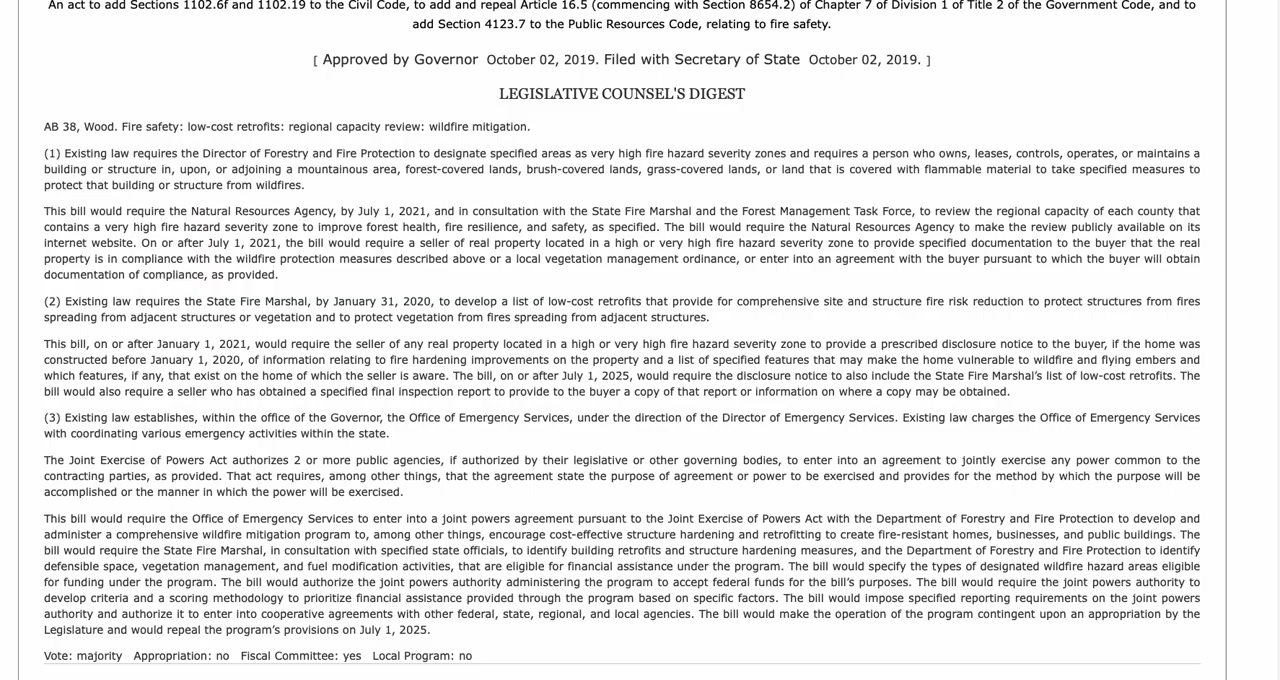 An act to add Sections 1102.6f and 1102.19 to the Civil Code, to add and repeal Article 16.5 (commencing with Section 8654.2) of Chapter 7 of Division 1 of Title 2 of the Government Code, and to
add Section 4123.7 to the Public Resources Code, relating to fire safety.
[ Approved by Governor October 02, 2019. Filed with Secretary of State October 02, 2019. ]
LEGISLATIVE COUNSEL'S DIGEST
AB 38, Wood. Fire safety: low-cost retrofits: regional capacity review: wildfire mitigation.
(1) Existing law requires the Director of Forestry and Fire Protection to designate specified areas as very high fire hazard severity zones and requires a person who owns, leases, controls, operates, or maintains a
building or structure in, upon, or adjoining a mountainous area, forest-covered lands, brush-covered lands, grass-covered lands, or land that is covered with flammable material to take specified measures to
protect that building or structure from wildfires.
This bill would require the Natural Resources Agency, by July 1, 2021, and in consultation with the State Fire Marshal and the Forest Management Task Force, to review the regional capacity of each county that
contains a very high fire hazard severity zone to improve forest health, fire resilience, and safety, as specified. The bill would require the Natural Resources Agency to make the review publicly available on its
internet website. On or after July 1, 2021, the bill would require a seller of real property located in a high or very high fire hazard severity zone to provide specified documentation to the buyer that the real
property is in compliance with the wildfire protection measures described above or a local vegetation management ordinance, or enter into an agreement with the buyer pursuant to which the buyer will obtain
documentation of compliance, as provided.
(2) Existing law requires the State Fire Marshal, by January 31, 2020, to develop a list of low-cost retrofits that provide for comprehensive site and structure fire risk reduction to protect structures from fires
spreading from adjacent structures or vegetation and to protect vegetation from fires spreading from adjacent structures.
This bill, on or after January 1, 2021, would require the seller of any real property located in a high or very high fire hazard severity zone to provide a prescribed disclosure notice to the buyer, if the home was
constructed before January 1, 2020, of information relating to fire hardening improvements on the property and a list of specified features that may make the home vulnerable to wildfire and flying embers and
which features, if any, that exist on the home of which the seller is aware. The bill, on or after July 1, 2025, would require the disclosure notice to also include the State Fire Marshal's list of low-cost retrofits. The
bill would also require a seller who has obtained a specified final inspection report to provide to the buyer a copy of that report or information on where a copy may be obtained.
(3) Existing law establishes, within the office of the Governor, the Office of Emergency Services, under the direction of the Director of Emergency Services. Existing law charges the Office of Emergency Services
with coordinating various emergency activities within the state.
The Joint Exercise of Powers Act authorizes 2 or more public agencies, if authorized by their legislative or other governing bodies, to enter into an agreement to jointly exercise any power common to the
contracting parties, as provided. That act requires, among other things, that the agreement state the purpose of agreement or power to be exercised and provides for the method by which the purpose will be
accomplished or the manner in which the power will be exercised.
This bill would require the Office of Emergency Services to enter into a joint powers agreement pursuant to the Joint Exercise of Powers Act with the Department of Forestry and Fire Protection to develop and
administer a comprehensive wildfire mitigation program to, among other things, encourage cost-effective structure hardening and retrofitting to create fire-resistant homes, businesses, and public buildings. The
bill would require the State Fire Marshal, in consultation with specified state officials, to identify building retrofits and structure hardening measures, and the Department of Forestry and Fire Protection to identify
defensible space, vegetation management, and fuel modification activities, that are eligible for financial assistance under the program. The bill would specify the types of designated wildfire hazard areas eligible
for funding under the program. The bill would authorize the joint powers authority administering the program to accept federal funds for the bill's purposes. The bill would require the joint powers authority to
develop criteria and a scoring methodology to prioritize financial assistance provided through the program based on specific factors. The bill would impose specified reporting requirements on the joint powers
authority and authorize it to enter into cooperative agreements with other federal, state, regional, and local agencies. The bill would make the operation of the program contingent upon an appropriation by the
Legislature and would repeal the program's provisions on July 1, 2025.
Vote: majority Appropriation: no Fiscal Committee: yes Local Program: no